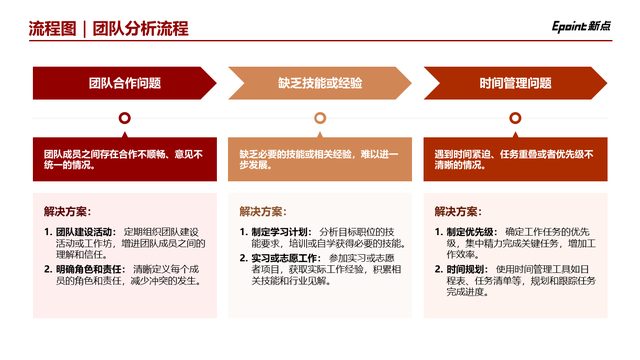 流程图｜团队分析流程
Epoint新点
团队合作问题
缺乏技能或经验
时间管理问题
团队成员之间存在合作不顺畅、意见不
统一的情况。
缺乏必要的技能或相关经验，难以进一
步发展。
遇到时间紧迫、任务重叠或者优先级不
清晰的情况。
解决方案：
1. 团队建设活动： 定期组织团队建设
活动或工作坊，增进团队成员之间的
理解和信任。
2. 明确角色和责任： 清晰定义每个成
员的角色和责任，减少冲突的发生。
解决方案：
1. 制定学习计划： 分析目标职位的技
能要求，培训或自学获得必要的技能。
2. 实习或志愿工作： 参加实习或志愿
者项目，获取实际工作经验，积累相
关技能和行业见解。
解决方案：
1. 制定优先级： 确定工作任务的优先
级，集中精力完成关键任务，增加工
作效率。
2. 时间规划： 使用时间管理工具如日
程表、任务清单等，规划和跟踪任务
完成进度。